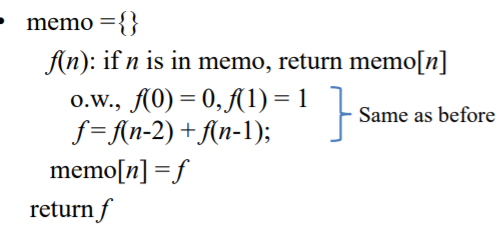 • memo ={}
f(n): if n is in memo, return memo[n]
o.w., f(0) = 0, f(1) = 1
f= f(n-2) + f(n-1);
Same as before
memo[n] = f
return f